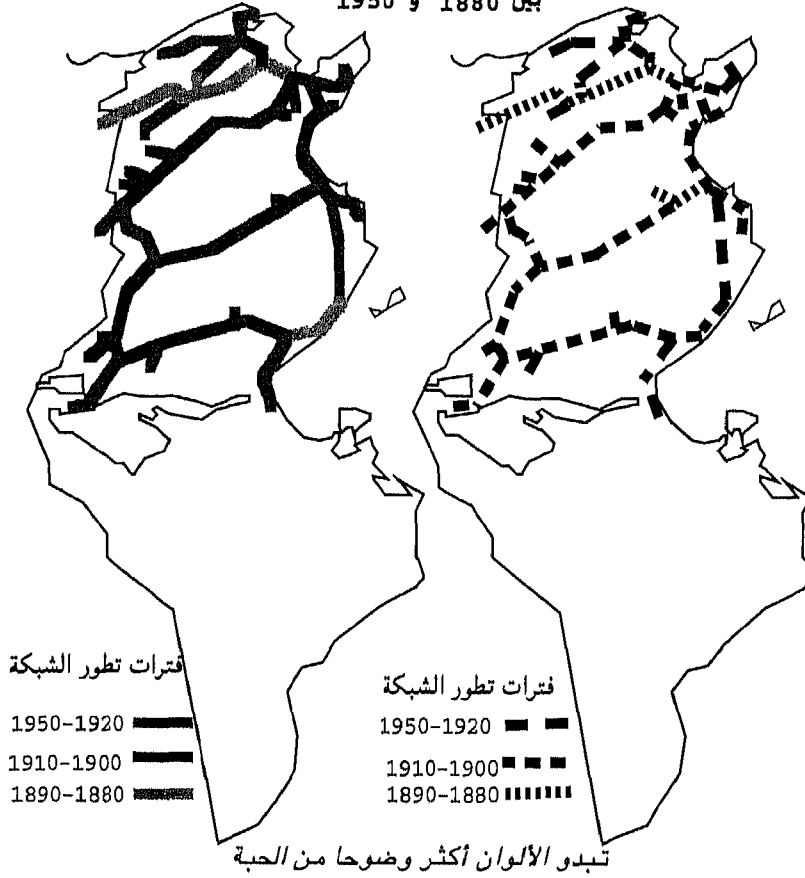 1880 و 1950
فترات تطور الشبكة
1950-1920
1910-1900
1890-1880
فترات تطور الشبكة
1950-1920
1910-1900
1890-1880
تبدو الألوان أكثر وضوحا من الحبة